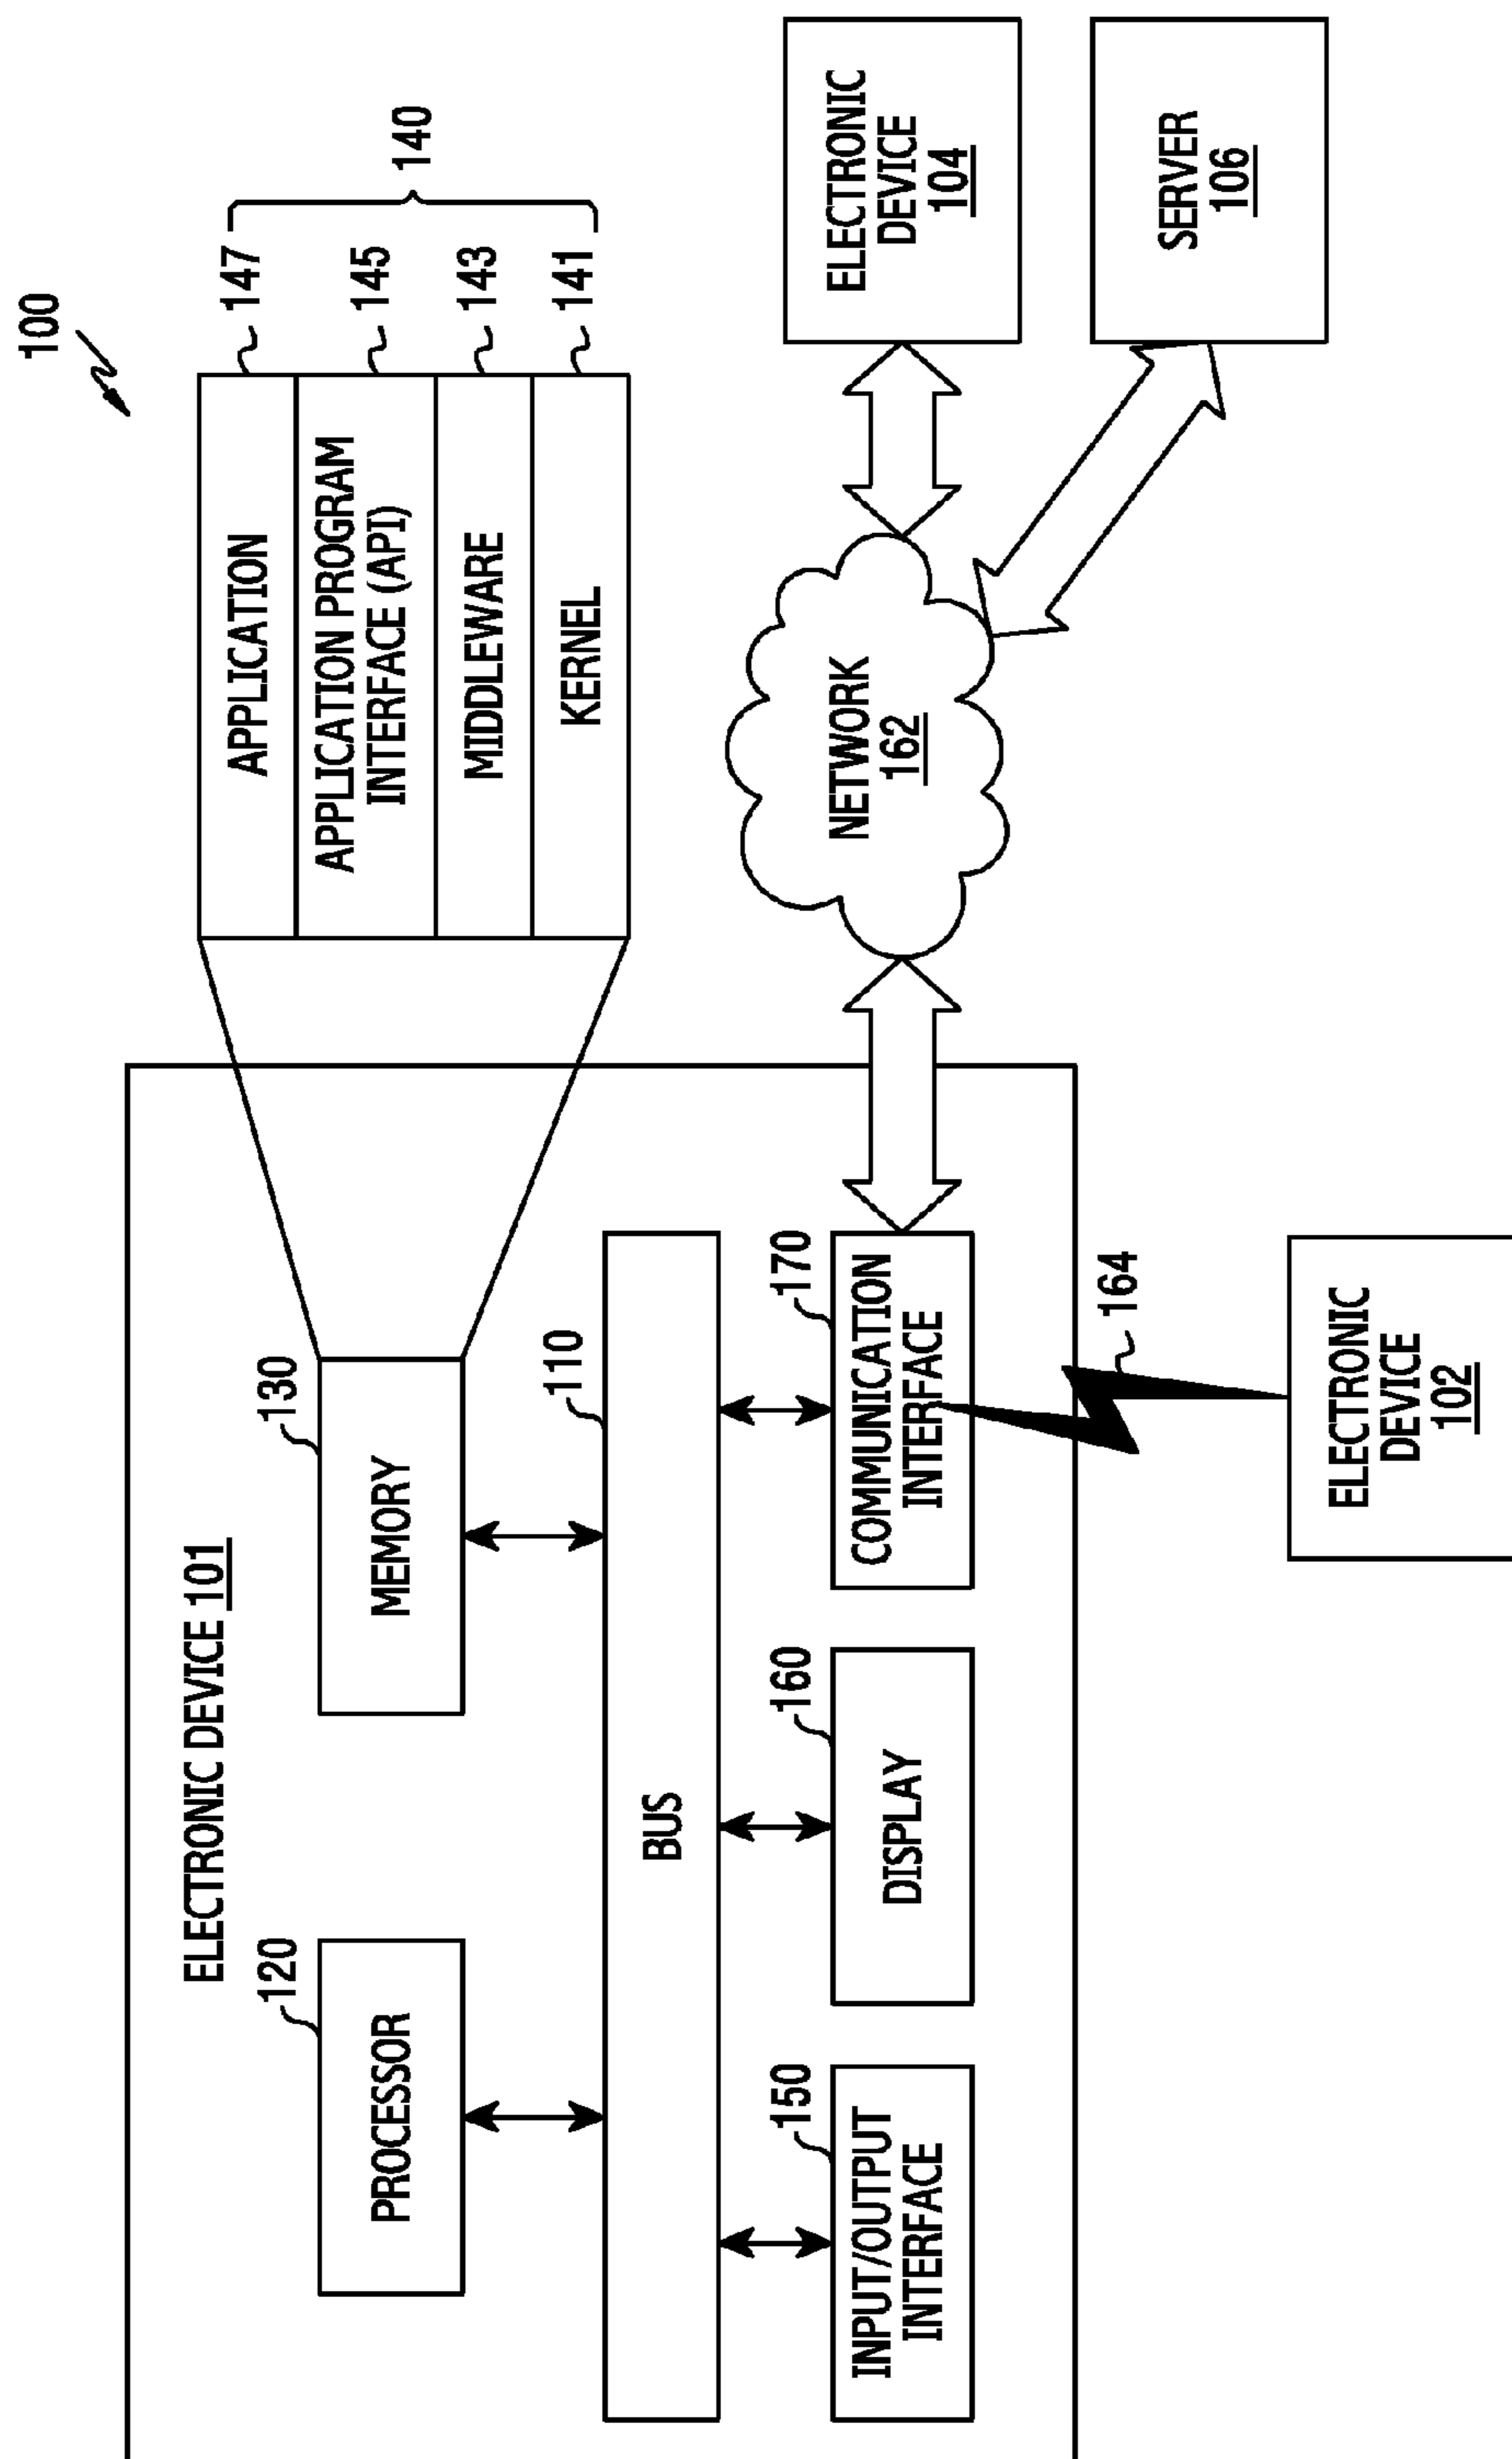 100
ELECTRONIC DEVICE 101
120
PROCESSOR
130
MEMORY
APPLICATION
147
APPLICATION PROGRAM
INTERFACE (API)
145
MIDDLEWARE
143
KERNEL
141
140
110
BUS
150
INPUT/OUTPUT
INTERFACE
160
DISPLAY
170
COMMUNICATION
INTERFACE
NETWORK
162
ELECTRONIC
DEVICE
104
164
ELECTRONIC
DEVICE
102
SERVER
106